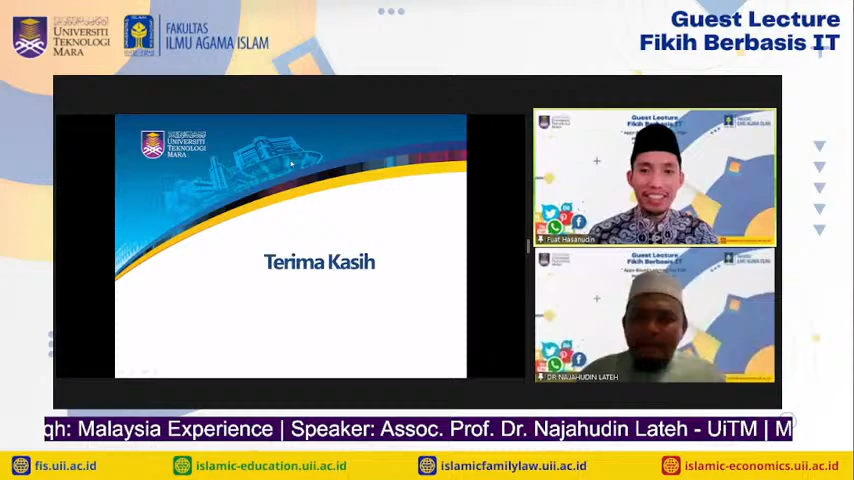 UNIVERSITI
TEKNOLOGI
MARA
FAKULTAS
ILMU AGAMA ISLAM
Guest Lecture
Fikih Berbasis IT
UNIVERSITI
TEKNOLOGI
MARA
Terima Kasih
Guest Lecture
Fikih Berbasis IT
Fuat Hasanudin
Guest Lecture
Fikih Berbasis IT
DR NAJAHUDIN LATEH
qh: Malaysia Experience | Speaker: Assoc. Prof. Dr. Najahudin Lateh - UiTM | M
fis.uii.ac.id
islamic-education.uii.ac.id
islamicfamilylaw.uii.ac.id
islamic-economics.uii.ac.id